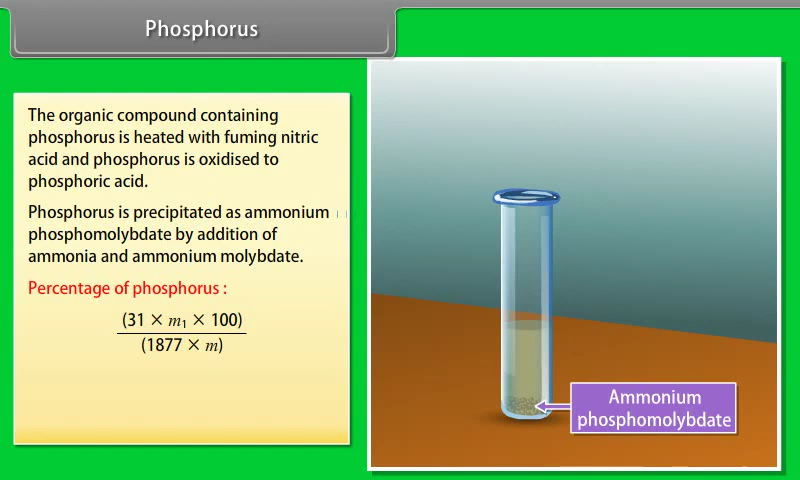 Phosphorus
The organic compound containing
phosphorus is heated with fuming nitric
acid and phosphorus is oxidised to
phosphoric acid.
Phosphorus is precipitated as ammonium
phosphomolybdate by addition of
ammonia and ammonium molybdate.
Percentage of phosphorus :
(31 × m₁ × 100)
(1877 × m)
Ammonium
phosphomolybdate